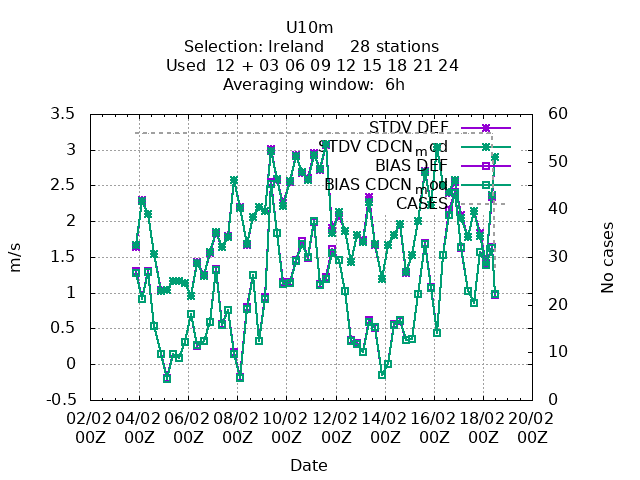 U10m
Selection: Ireland 28 stations
Used 12 + 03 06 09 12 15 18 21 24
Averaging window: 6h
3.5
3
2.5
2
1.5
1
0.5
0
-0.5
m/s
60
50
40
30
20
10
0
No cases
STDV DEF
STDV CDCN_mod
BIAS DEF
BIAS CDCN_mod
CASES
02/02 04/02 06/02 08/02 10/02 12/02 14/02 16/02 18/02 20/02
00Z 00Z 00Z 00Z 00Z 00Z 00Z 00Z 00Z 00Z
Date